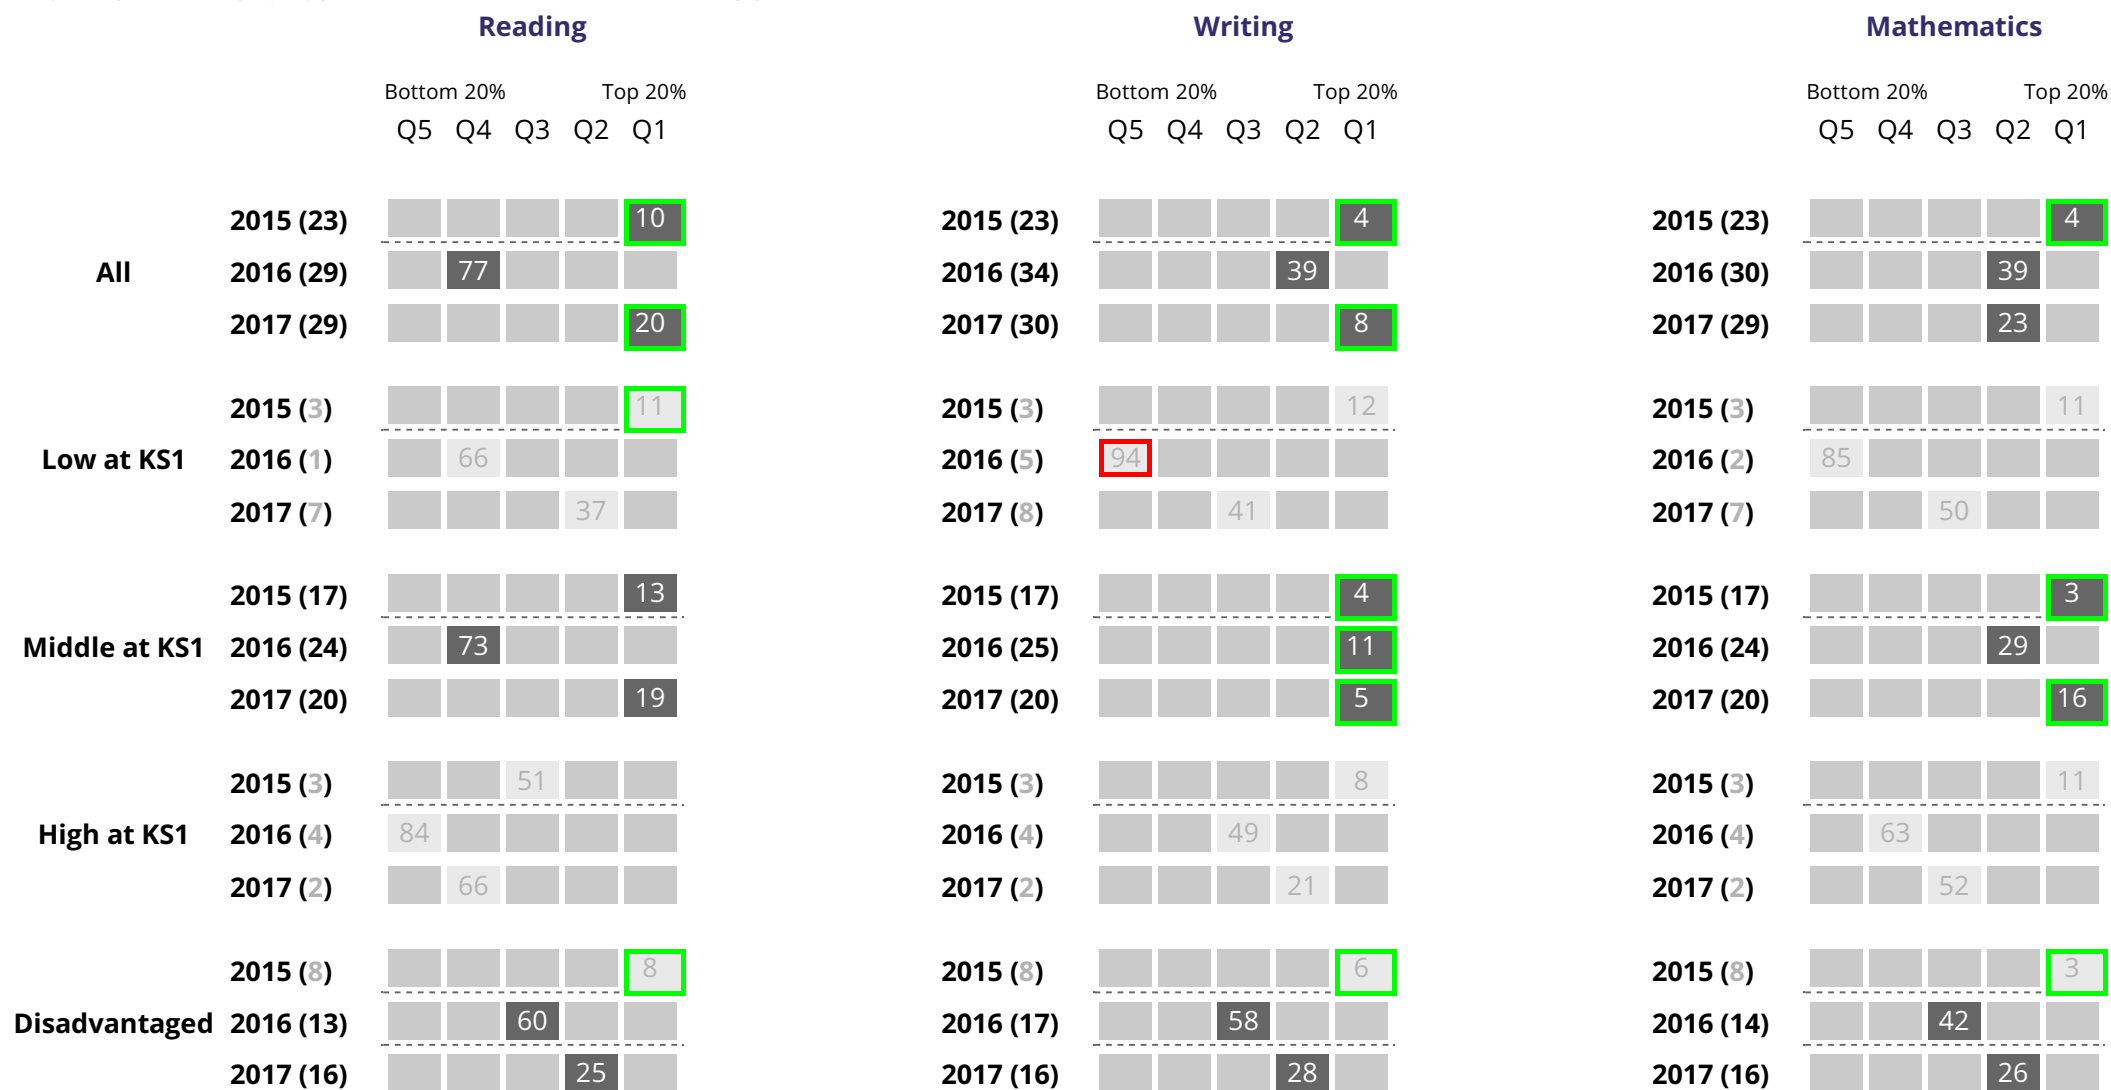 Reading Writing Mathematics
Bottom 20% Top 20% Bottom 20% Top 20% Bottom 20% Top 20%
Q5 Q4 Q3 Q2 Q1 Q5 Q4 Q3 Q2 Q1 Q5 Q4 Q3 Q2 Q1
2015 (23) 10 2015 (23) 4 2015 (23) 4
All 2016 (29) 77 2016 (34) 39 2016 (30) 39
2017 (29) 20 2017 (30) 8 2017 (29) 23
2015 (3) 11 2015 (3) 12 2015 (3) 11
Low at KS1 2016 (1) 66 2016 (5) 94 2016 (2) 85
2017 (7) 37 2017 (8) 41 2017 (7) 50
2015 (17) 13 2015 (17) 4 2015 (17) 3
Middle at KS1 2016 (24) 73 2016 (25) 11 2016 (24) 29
2017 (20) 19 2017 (20) 5 2017 (20) 16
2015 (3) 51 2015 (3) 8 2015 (3) 11
High at KS1 2016 (4) 84 2016 (4) 49 2016 (4) 63
2017 (2) 66 2017 (2) 21 2017 (2) 52
2015 (8) 8 2015 (8) 6 2015 (8) 3
Disadvantaged 2016 (13) 60 2016 (17) 58 2016 (14) 42
2017 (16) 25 2017 (16) 28 2017 (16) 26